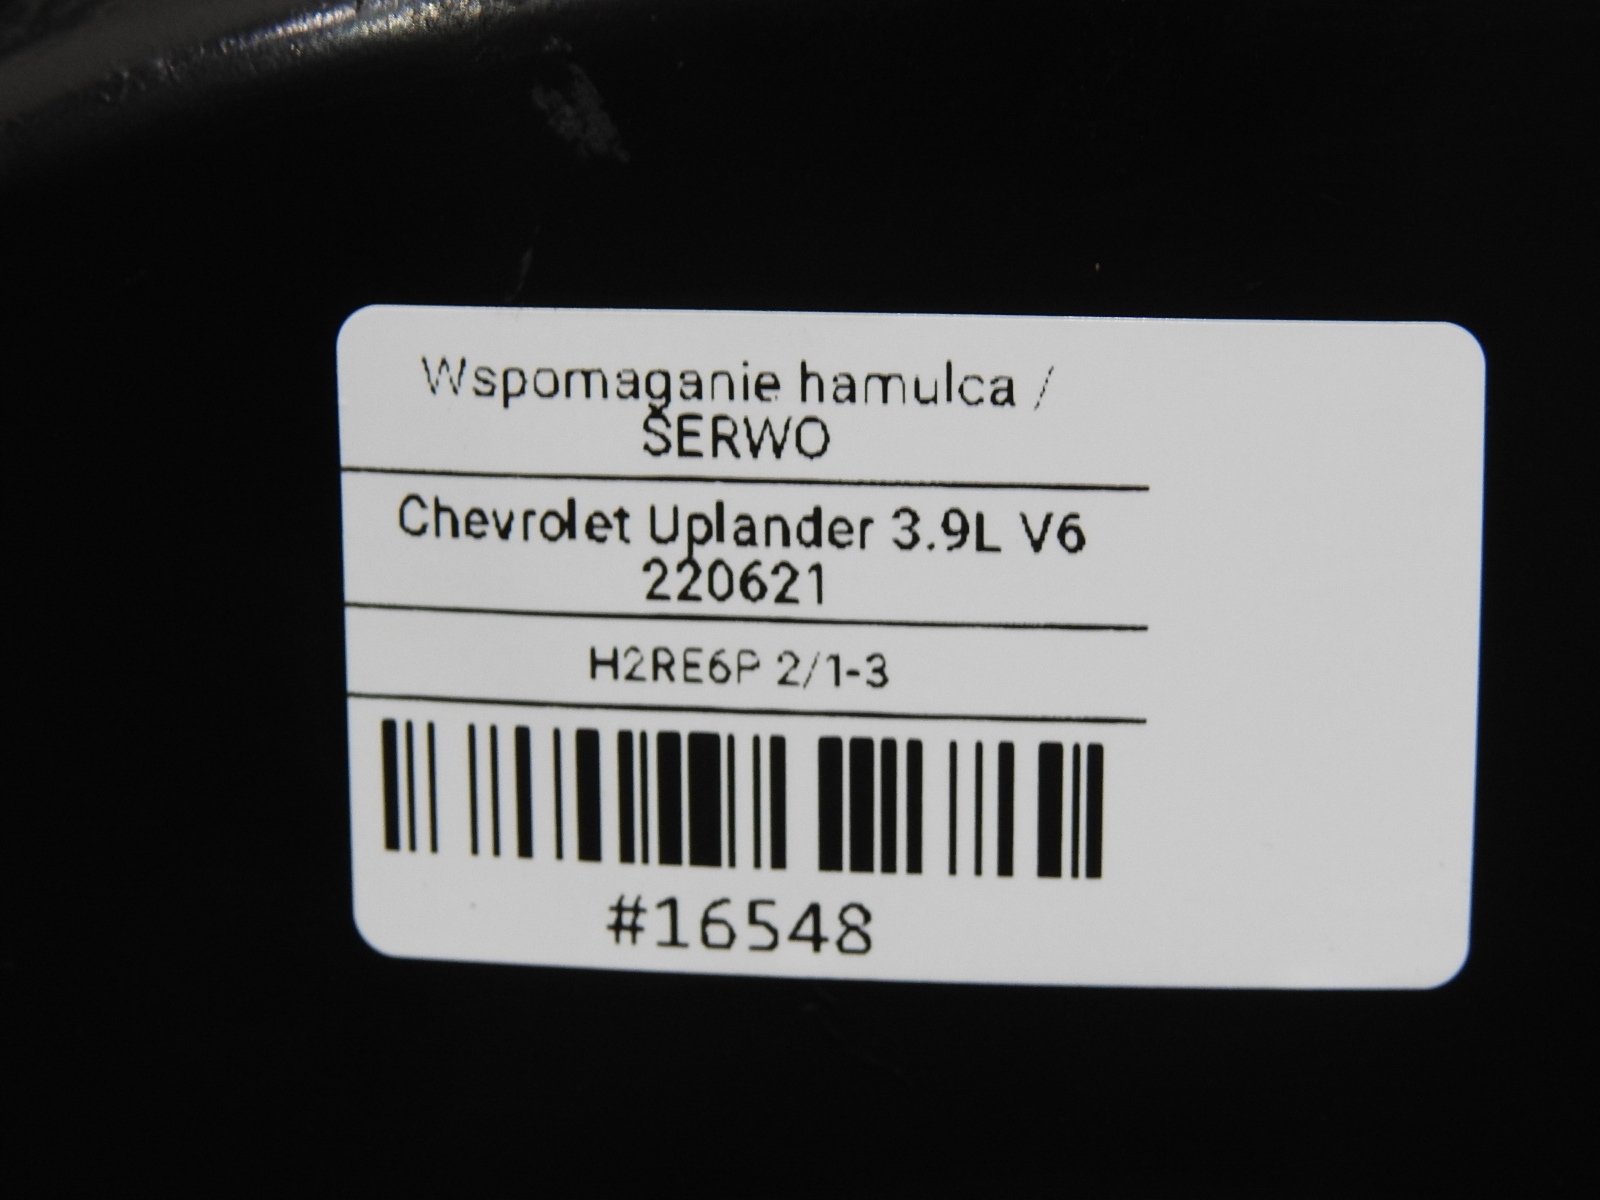 Wspomaganie hamulca /
SERWO
Chevrolet Uplander 3.9L V6
220621
H2RE6P 2/1-3
#16548